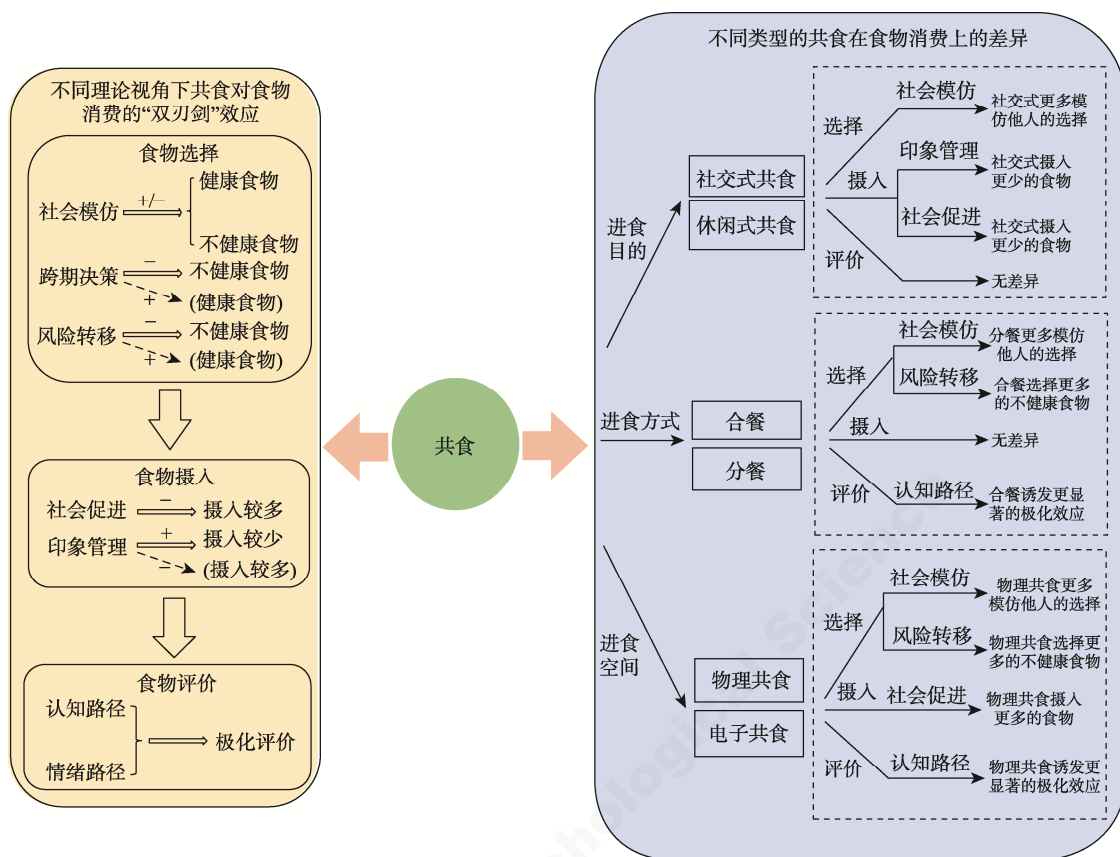 不同理论视角下共食对食物
消费的“双刃剑”效应
食物选择
社会模仿
+/−
健康食物
不健康食物
跨期决策
−
不健康食物
+
(健康食物)
风险转移
−
不健康食物
+
(健康食物)
食物摄入
社会促进
−
摄入较多
印象管理
+
摄入较少
−
(摄入较多)
食物评价
认知路径
情绪路径
极化评价
共食
不同类型的共食在食物消费上的差异
进食
目的
社交式共食
休闲式共食
选择
社会模仿
社交式更多模
仿他人的选择
摄入
印象管理
社交式摄入
更少的食物
社会促进
社交式摄入
更少的食物
评价
无差异
进食方式
合餐
分餐
选择
社会模仿
分餐更多模仿
他人的选择
风险转移
合餐选择更多
的不健康食物
摄入
无差异
评价
认知路径
合餐诱发更显
著的极化效应
进食
空间
物理共食
电子共食
选择
社会模仿
物理共食更多
模仿他人的选择
风险转移
物理共食选择更
多的不健康食物
摄入
社会促进
物理共食摄入
更多的食物
评价
认知路径
物理共食诱发更
显著的极化效应